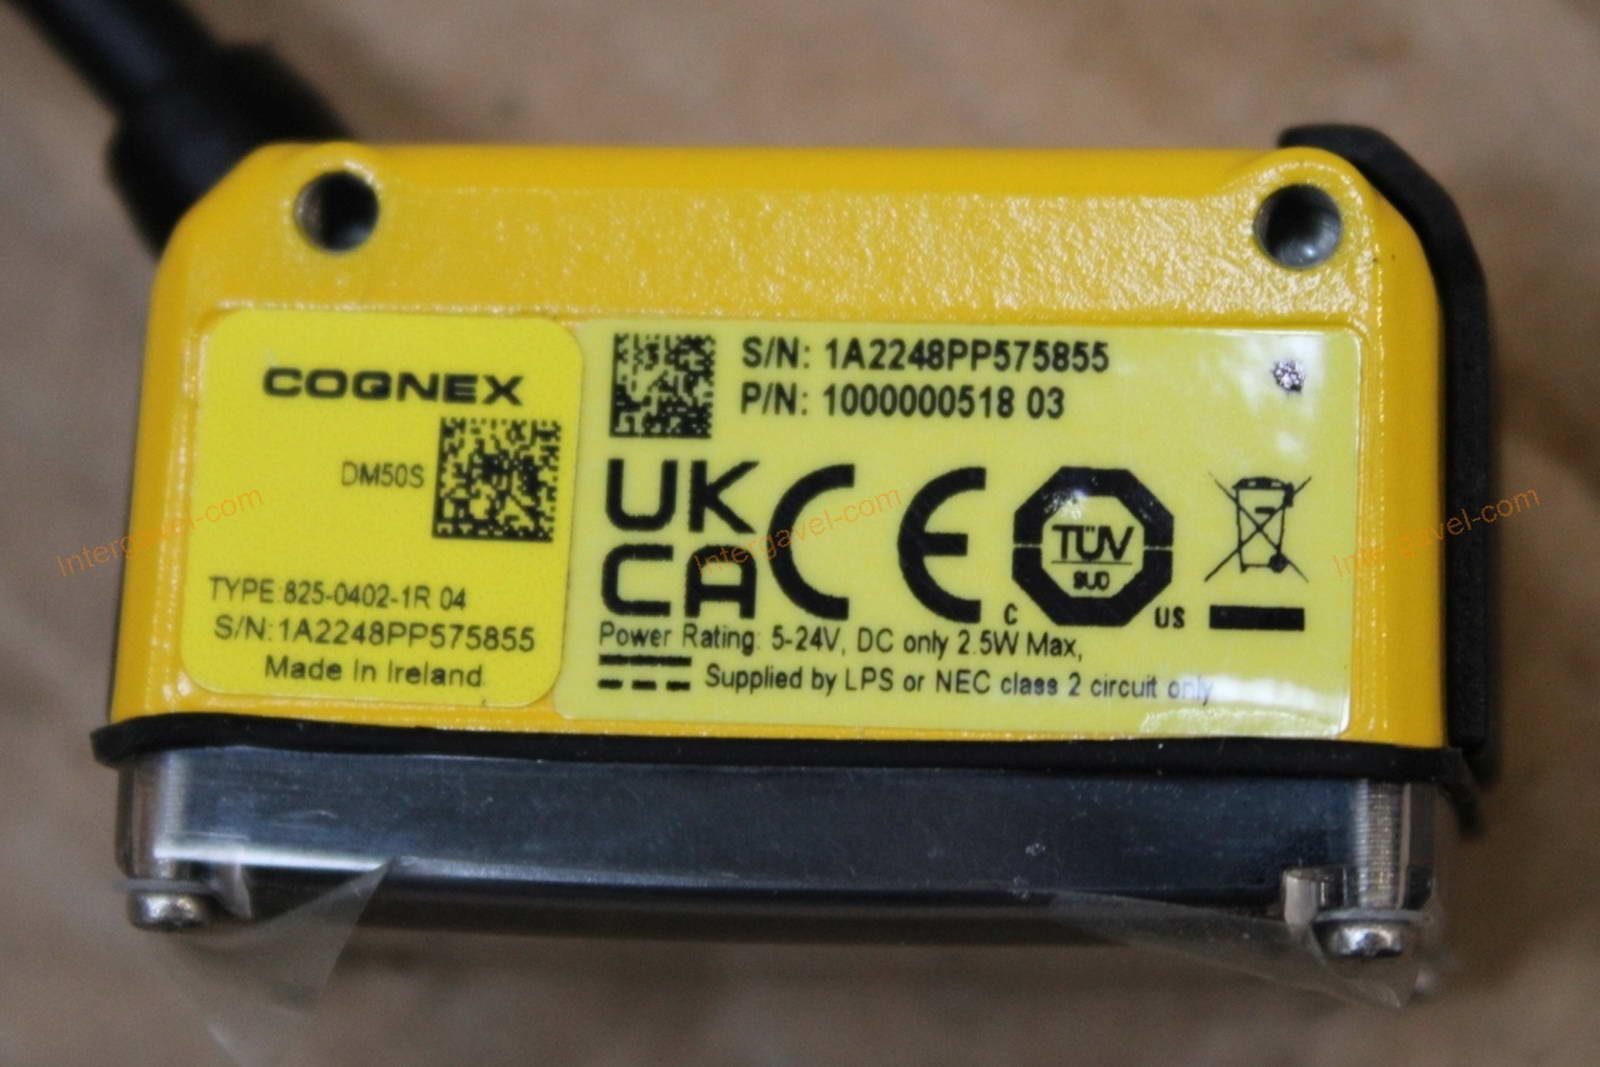 COGNEX
DM50S
TYPE:825-0402-1R 04
S/N:1A2248PP575855
Made In Ireland
S/N: 1A2248PP575855
P/N: 1000000518 03
UK
CA
CE
TÜV
SUD
C
US
Power Rating: 5-24V, DC only 2.5W Max,
Supplied by LPS or NEC class 2 circuit only
Intergavel-com
Intergavel-com
Intergavel-com